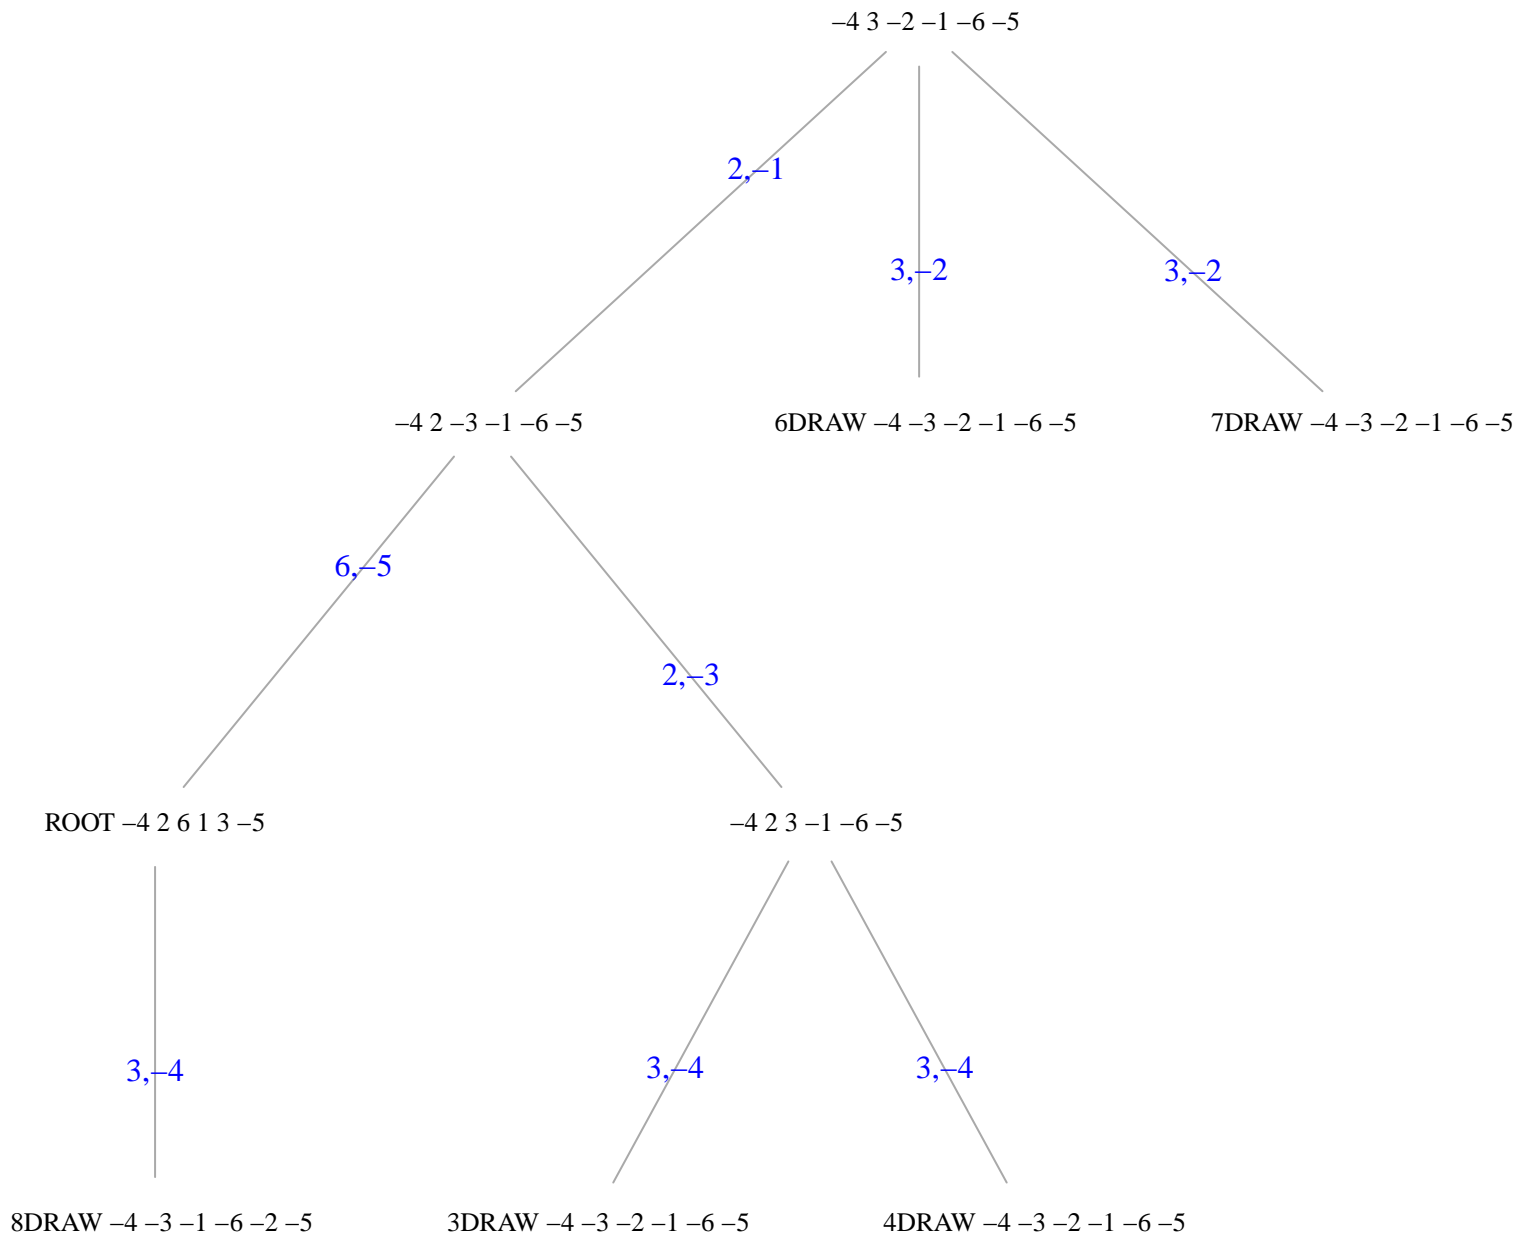 –4 3 –2 –1 –6 –5
2,–1
3,–2
3,–2
–4 2 –3 –1 –6 –5
6DRAW –4 –3 –2 –1 –6 –5
7DRAW –4 –3 –2 –1 –6 –5
6,–5
2,–3
ROOT –4 2 6 1 3 –5
–4 2 3 –1 –6 –5
3,–4
3,–4
3,–4
8DRAW –4 –3 –1 –6 –2 –5
3DRAW –4 –3 –2 –1 –6 –5
4DRAW –4 –3 –2 –1 –6 –5